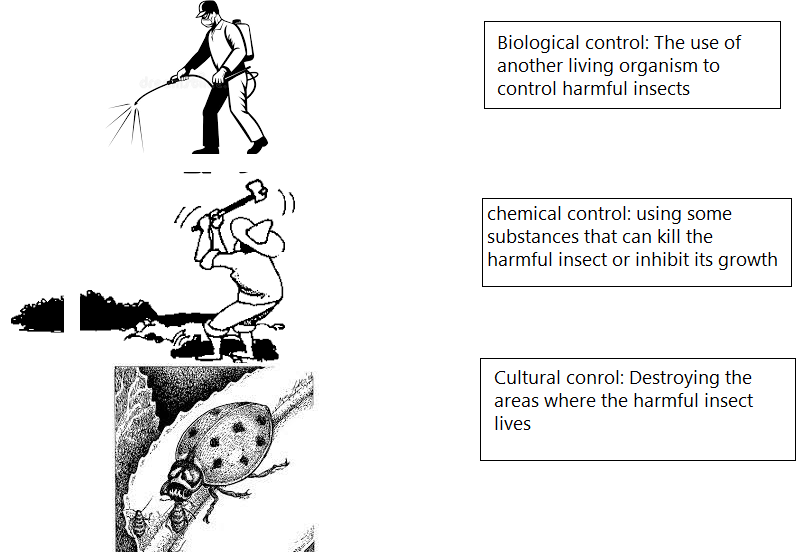 Biological control: The use of
another living organism to
control harmful insects
chemical control: using some
substances that can kill the
harmful insect or inhibit its growth
Cultural conrol: Destroying the
areas where the harmful insect
lives